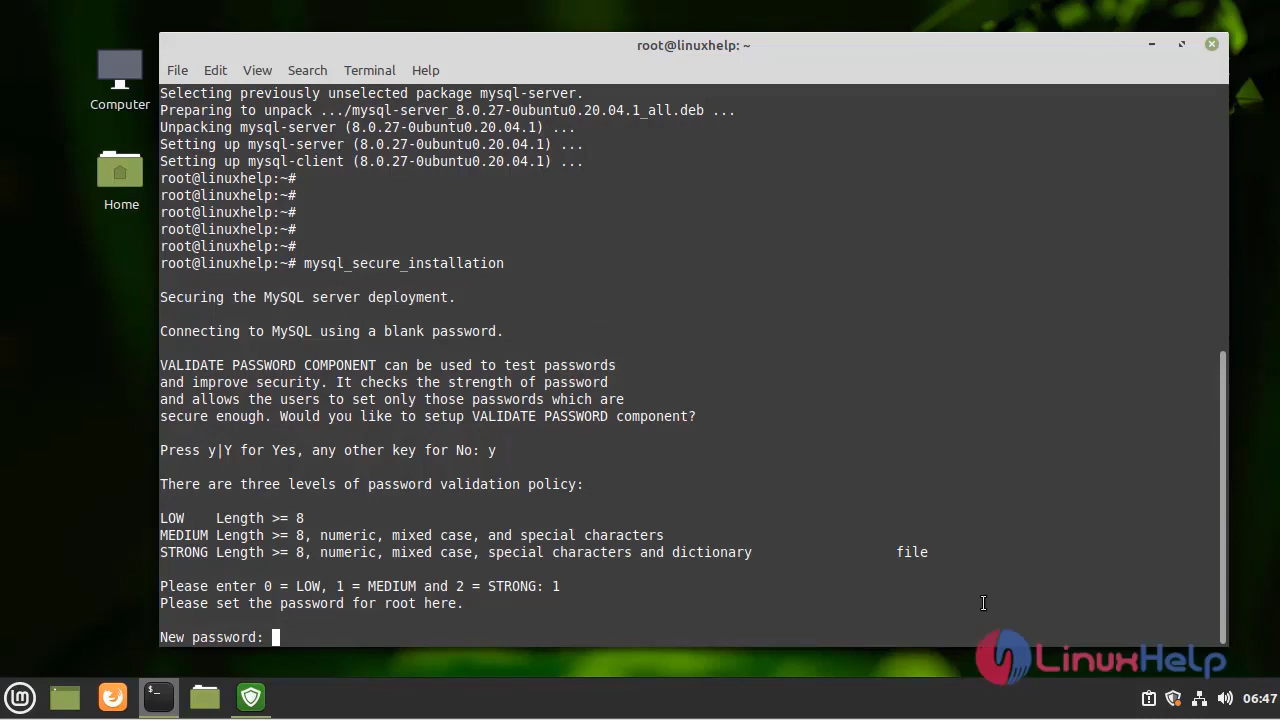 root@linuxhelp: ~
File Edit View Search Terminal Help
Computer
Home
Selecting previously unselected package mysql-server.
Preparing to unpack .../mysql-server_8.0.27-0ubuntu0.20.04.1_all.deb ...
Unpacking mysql-server (8.0.27-0ubuntu0.20.04.1) ...
Setting up mysql-server (8.0.27-0ubuntu0.20.04.1) ...
Setting up mysql-client (8.0.27-0ubuntu0.20.04.1) ...
root@linuxhelp:~#
root@linuxhelp:~#
root@linuxhelp:~#
root@linuxhelp:~#
root@linuxhelp:~#
root@linuxhelp:~# mysql_secure_installation
Securing the MySQL server deployment.
Connecting to MySQL using a blank password.
VALIDATE PASSWORD COMPONENT can be used to test passwords
and improve security. It checks the strength of password
and allows the users to set only those passwords which are
secure enough. Would you like to setup VALIDATE PASSWORD component?
Press y|Y for Yes, any other key for No: y
There are three levels of password validation policy:
LOW    Length >= 8
MEDIUM Length >= 8, numeric, mixed case, and special characters
STRONG Length >= 8, numeric, mixed case, special characters and dictionary                  file
Please enter 0 = LOW, 1 = MEDIUM and 2 = STRONG: 1
Please set the password for root here.
New password:
LinuxHelp
06:47